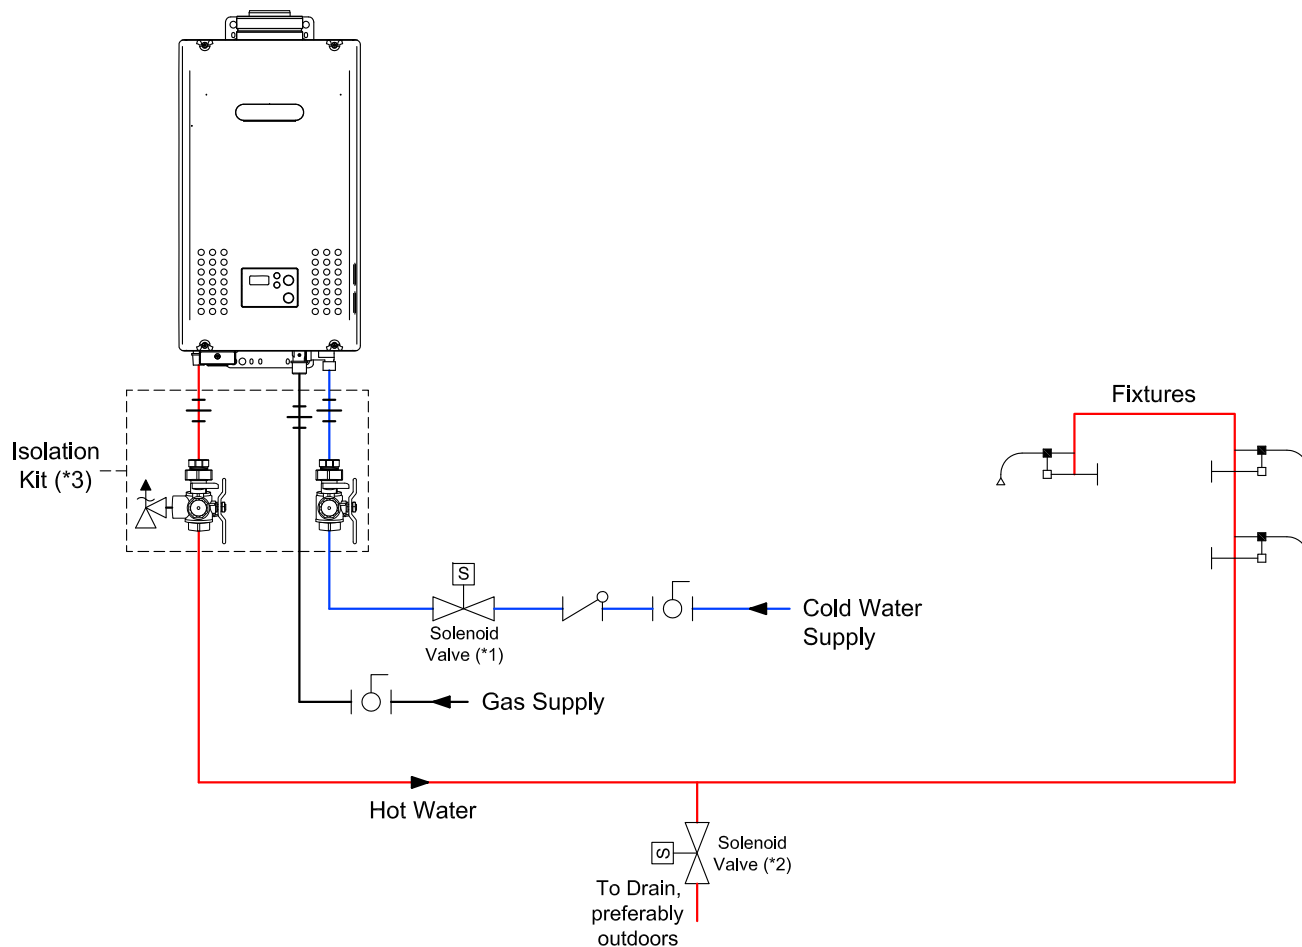 Fixtures
Isolation
Kit (*3)
S
Solenoid
Valve (*1)
Cold Water
Supply
Gas Supply
Hot Water
S
Solenoid
Valve (*2)
To Drain,
preferably
outdoors